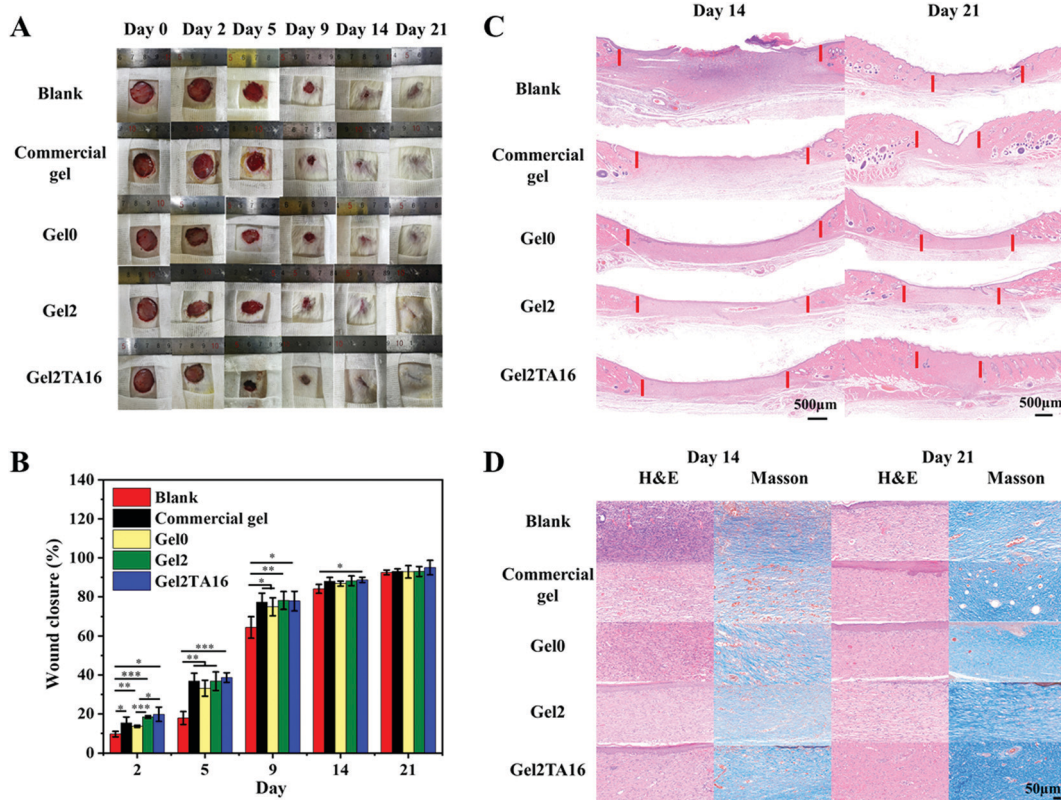 A
Day 0 Day 2 Day 5 Day 9 Day 14 Day 21
Blank
Commercial
gel
Gel0
Gel2
Gel2TA16
B
Wound closure (%)
140
120
100
80
60
40
20
0
Blank
Commercial gel
Gel0
Gel2
Gel2TA16
* ** *** * * ***
** ***
* ** *
*
2 5 9 14 21
Day
C
Day 14 Day 21
Blank
Commercial
gel
Gel0
Gel2
Gel2TA16
500μm 500μm
D
Day 14 Day 21
H&E Masson H&E Masson
Blank
Commercial
gel
Gel0
Gel2
Gel2TA16
50μm